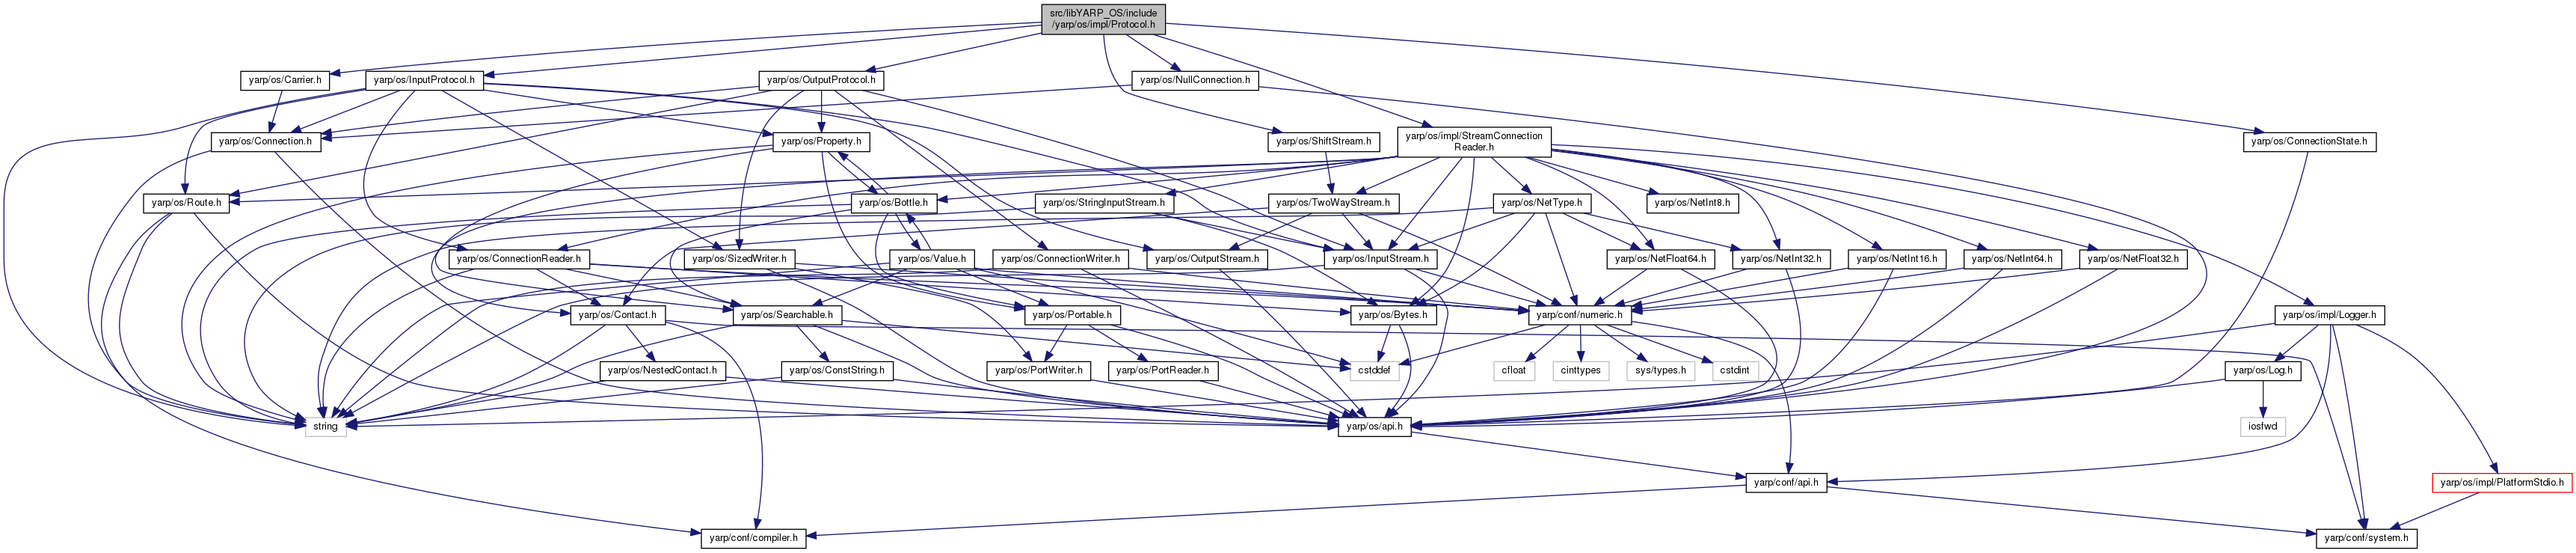 src/libYARP_OS/include
/yarp/os/impl/Protocol.h
yarp/os/Carrier.h
yarp/os/InputProtocol.h
yarp/os/OutputProtocol.h
yarp/os/NullConnection.h
yarp/os/Connection.h
yarp/os/Property.h
yarp/os/ShiftStream.h
yarp/os/impl/StreamConnection
Reader.h
yarp/os/ConnectionState.h
yarp/os/Route.h
yarp/os/Bottle.h
yarp/os/StringInputStream.h
yarp/os/TwoWayStream.h
yarp/os/NetType.h
yarp/os/NetInt8.h
yarp/os/ConnectionReader.h
yarp/os/SizedWriter.h
yarp/os/Value.h
yarp/os/ConnectionWriter.h
yarp/os/OutputStream.h
yarp/os/InputStream.h
yarp/os/NetFloat64.h
yarp/os/NetInt32.h
yarp/os/NetInt16.h
yarp/os/NetInt64.h
yarp/os/NetFloat32.h
yarp/os/Contact.h
yarp/os/Searchable.h
yarp/os/Portable.h
yarp/os/Bytes.h
yarp/conf/numeric.h
yarp/os/impl/Logger.h
yarp/os/NestedContact.h
yarp/os/ConstString.h
yarp/os/PortWriter.h
yarp/os/PortReader.h
cstddef
cfloat
cinttypes
sys/types.h
cstdint
yarp/os/Log.h
string
yarp/os/api.h
iosfwd
yarp/conf/api.h
yarp/os/impl/PlatformStdio.h
yarp/conf/compiler.h
yarp/conf/system.h